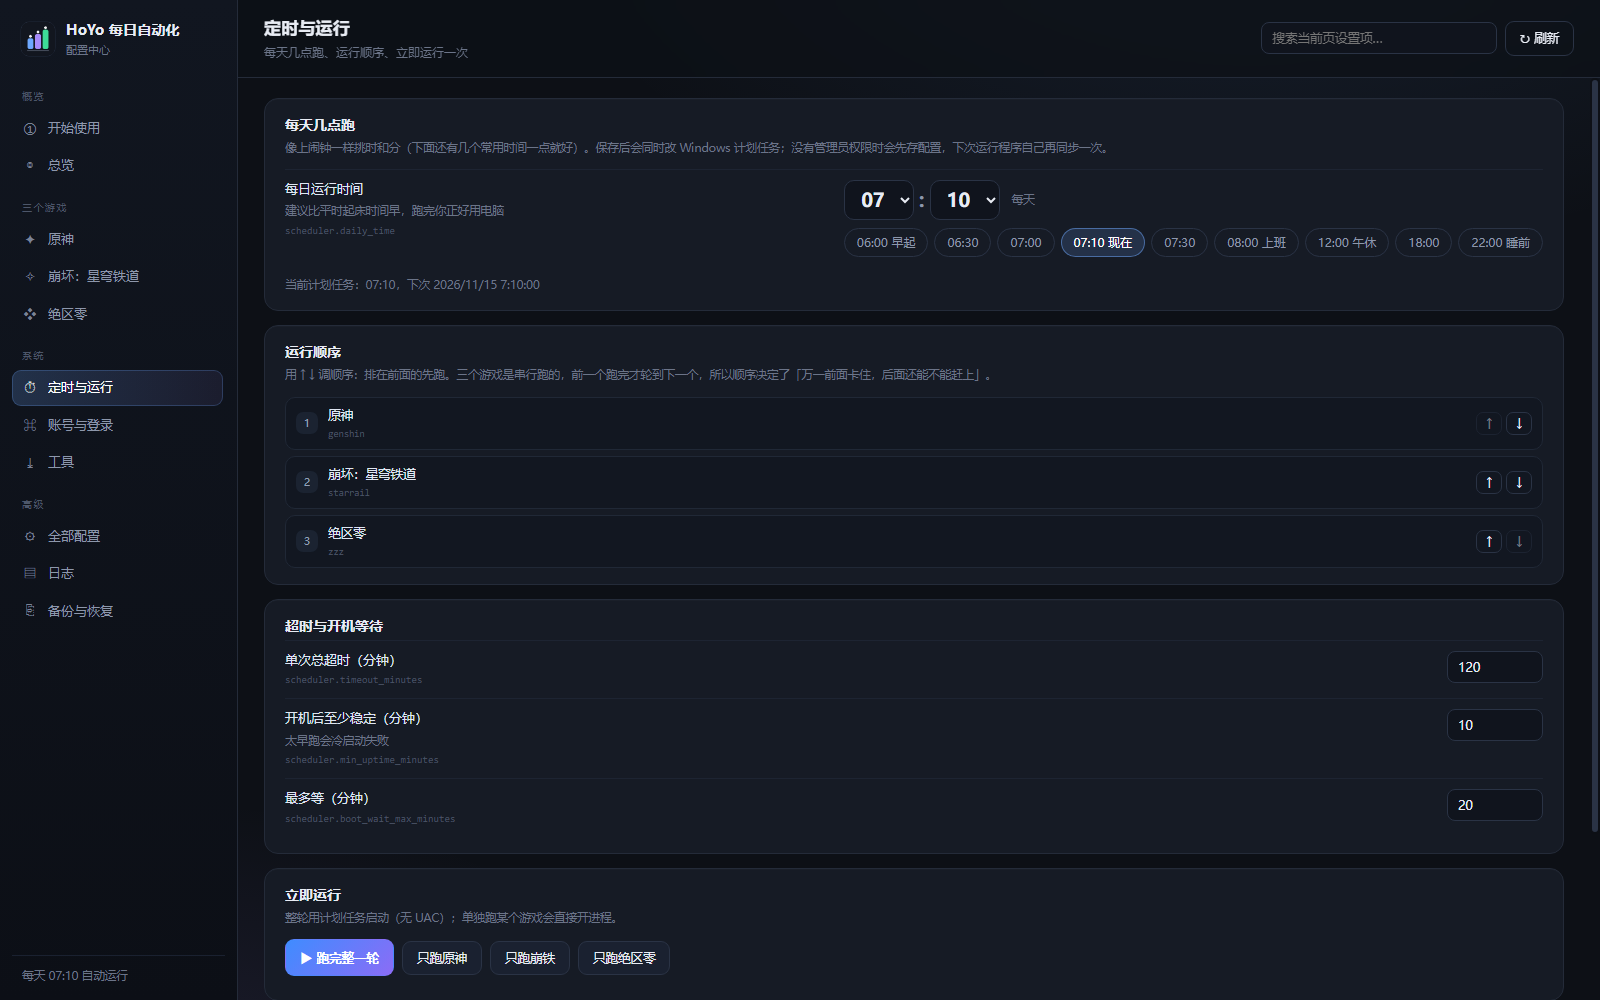 HoYo 每日自动化
配置中心
概览
① 开始使用
总览
三个游戏
原神
崩坏：星穹铁道
绝区零
系统
定时与运行
账号与登录
工具
高级
全部配置
日志
备份与恢复
每天 07:10 自动运行
定时与运行
每天几点跑、运行顺序、立即运行一次
搜索当前页设置项...
↻ 刷新
每天几点跑
像上闹钟一样挑时和分（下面还有几个常用时间一点就好）。保存后会同时改 Windows 计划任务；没有管理员权限时会先存配置，下次运行程序自己再同步一次。
每日运行时间
建议比平时起床时间早，跑完你正好用电脑
scheduler.daily_time
07 : 10 每天
06:00 早起 06:30 07:00 07:10 现在 07:30 08:00 上班 12:00 午休 18:00 22:00 睡前
当前计划任务：07:10，下次 2026/11/15 7:10:00
运行顺序
用 ↑ ↓ 调顺序：排在前面的先跑。三个游戏是串行跑的，前一个跑完才轮到下一个，所以顺序决定了「万一前面卡住，后面还能不能赶上」。
1 原神 ↑ ↓
genshin
2 崩坏：星穹铁道 ↑ ↓
starrail
3 绝区零 ↑ ↓
zzz
超时与开机等待
单次总超时（分钟） 120
scheduler.timeout_minutes
开机后至少稳定（分钟） 10
太早跑会冷启动失败
scheduler.min_uptime_minutes
最多等（分钟） 20
scheduler.boot_wait_max_minutes
立即运行
整轮用计划任务启动（无 UAC）；单独跑某个游戏会直接开进程。
▶ 跑完整一轮 只跑原神 只跑崩铁 只跑绝区零